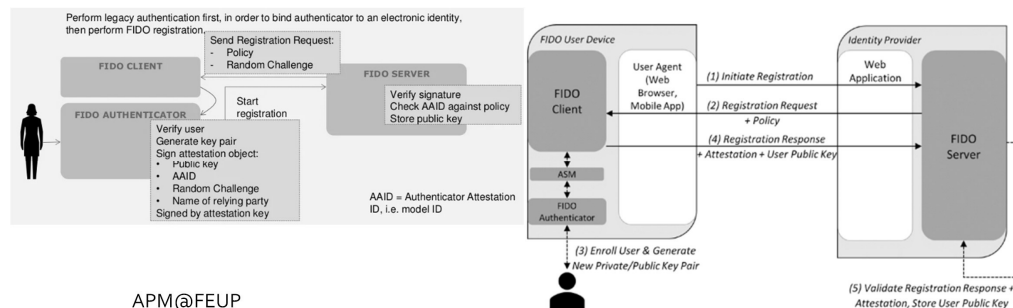 Perform legacy authentication first, in order to bind authenticator to an electronic identity,
then perform FIDO registration.
Send Registration Request:
- Policy
- Random Challenge
FIDO CLIENT
FIDO SERVER
Verify signature
Check AAID against policy
Store public key
Start
registration
FIDO AUTHENTICATOR
Verify user
Generate key pair
Sign attestation object:
• Public key
• AAID
• Random Challenge
• Name of relying party
Signed by attestation key
AAID = Authenticator Attestation
ID, i.e. model ID
APM@FEUP
FIDO User Device
FIDO
Client
User Agent
(Web
Browser,
Mobile App)
ASM
FIDO
Authenticator
(1) Initiate Registration
(2) Registration Request
+ Policy
(4) Registration Response
+ Attestation + User Public Key
Identity Provider
Web
Application
FIDO
Server
(3) Enroll User & Generate
New Private/Public Key Pair
(5) Validate Registration Response +
Attestation, Store User Public Key